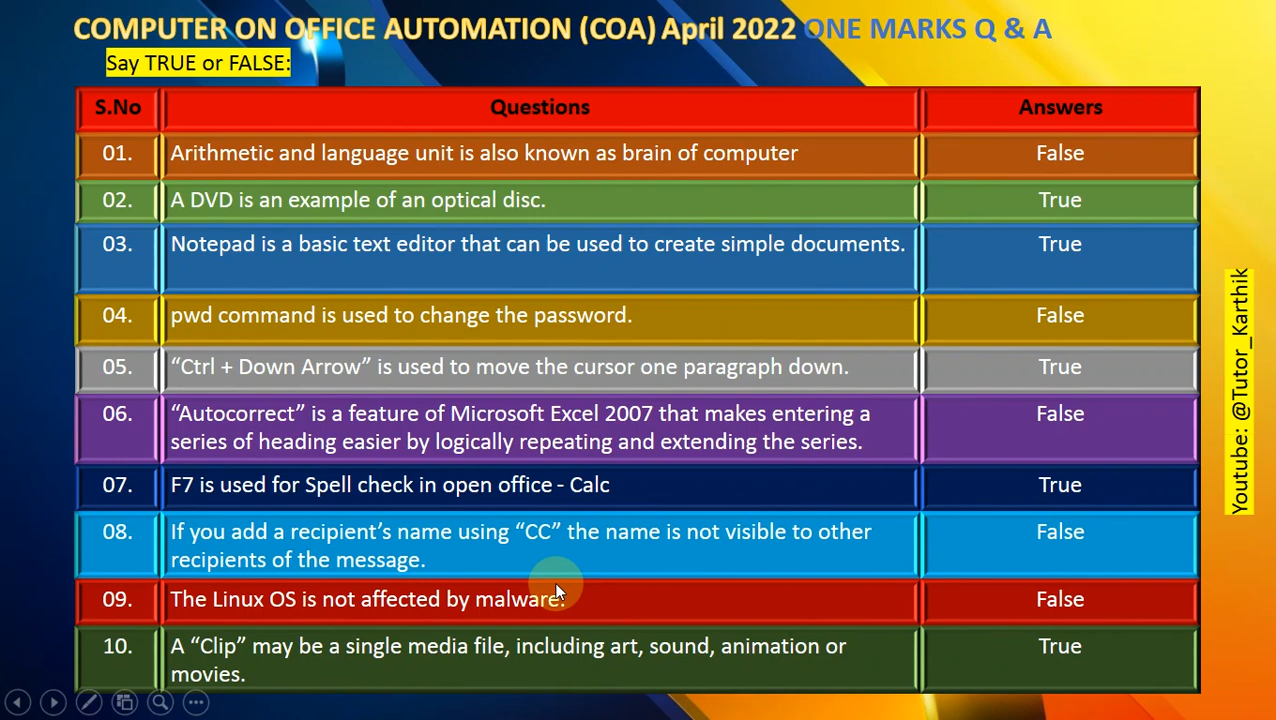 COMPUTER ON OFFICE AUTOMATION (COA) April 2022 ONE MARKS Q & A
Say TRUE or FALSE:
S.No Questions Answers
01. Arithmetic and language unit is also known as brain of computer False
02. A DVD is an example of an optical disc. True
03. Notepad is a basic text editor that can be used to create simple documents. True
04. pwd command is used to change the password. False
05. “Ctrl + Down Arrow” is used to move the cursor one paragraph down. True
06. “Autocorrect” is a feature of Microsoft Excel 2007 that makes entering a False
series of heading easier by logically repeating and extending the series.
07. F7 is used for Spell check in open office - Calc True
08. If you add a recipient’s name using “CC” the name is not visible to other False
recipients of the message.
09. The Linux OS is not affected by malware. False
10. A “Clip” may be a single media file, including art, sound, animation or True
movies.
Youtube: @Tutor_Karthik